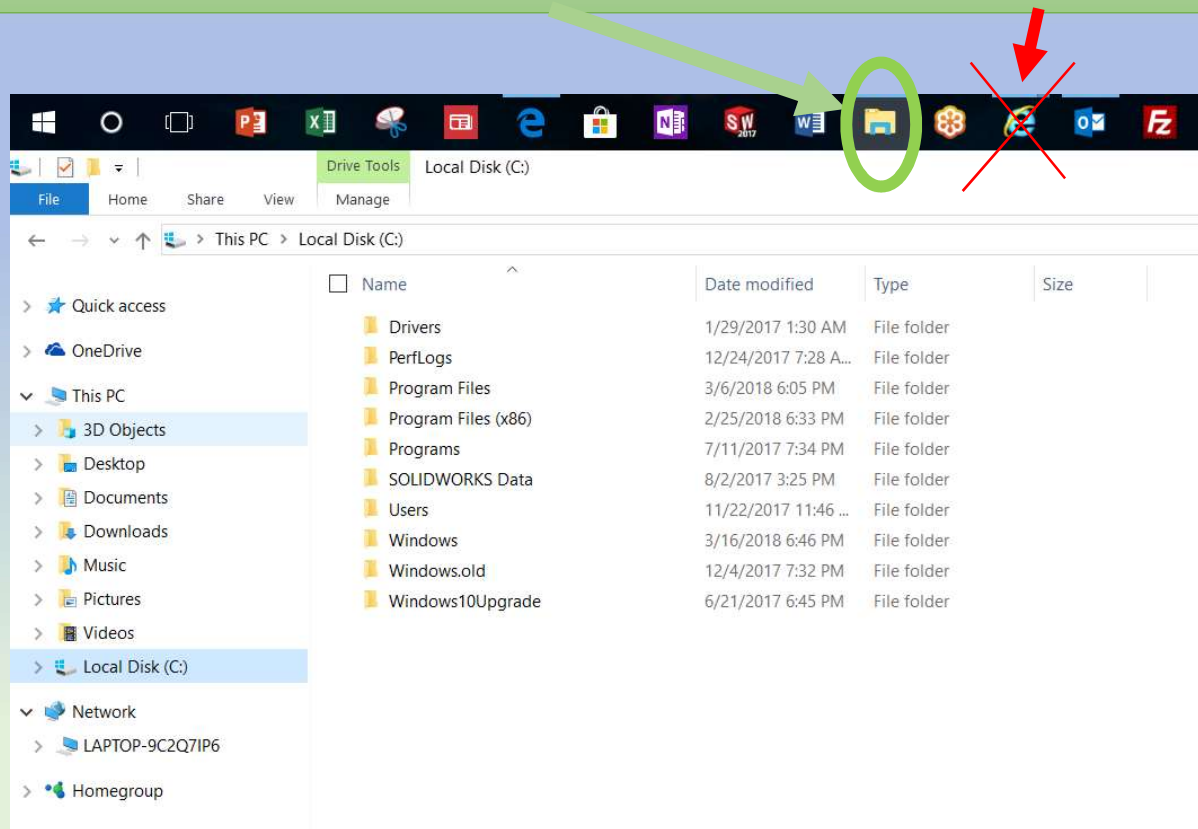 P
X
e
N
SW
2017
W
e
O
Fz
Drive Tools Local Disk (C:)
File Home Share View Manage
> This PC > Local Disk (C:)
Name Date modified Type Size
Quick access
OneDrive
This PC
3D Objects
Desktop
Documents
Downloads
Music
Pictures
Videos
Local Disk (C:)
Network
LAPTOP-9C2Q7IP6
Homegroup
Drivers 1/29/2017 1:30 AM File folder
PerfLogs 12/24/2017 7:28 A... File folder
Program Files 3/6/2018 6:05 PM File folder
Program Files (x86) 2/25/2018 6:33 PM File folder
Programs 7/11/2017 7:34 PM File folder
SOLIDWORKS Data 8/2/2017 3:25 PM File folder
Users 11/22/2017 11:46 ... File folder
Windows 3/16/2018 6:46 PM File folder
Windows.old 12/4/2017 7:32 PM File folder
Windows10Upgrade 6/21/2017 6:45 PM File folder